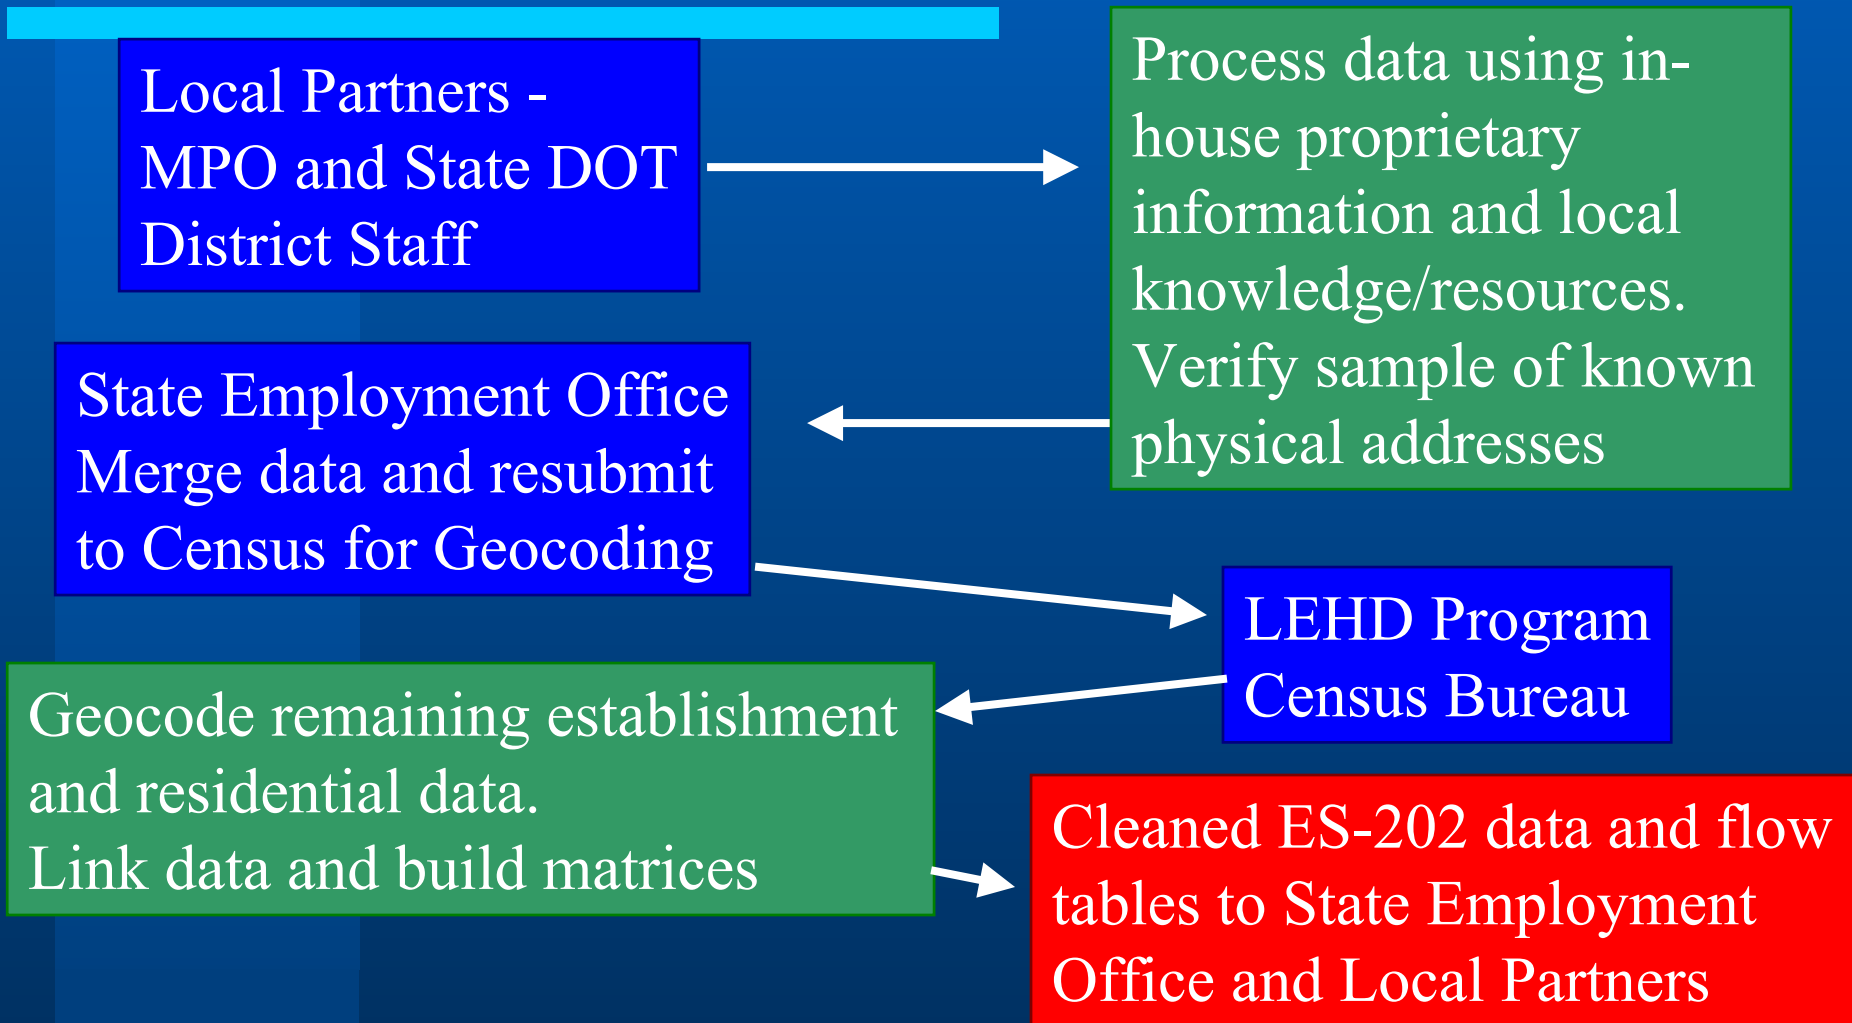 Local Partners -
MPO and State DOT
District Staff
Process data using in-
house proprietary
information and local
knowledge/resources.
Verify sample of known
physical addresses
State Employment Office
Merge data and resubmit
to Census for Geocoding
LEHD Program
Census Bureau
Geocode remaining establishment
and residential data.
Link data and build matrices
Cleaned ES-202 data and flow
tables to State Employment
Office and Local Partners